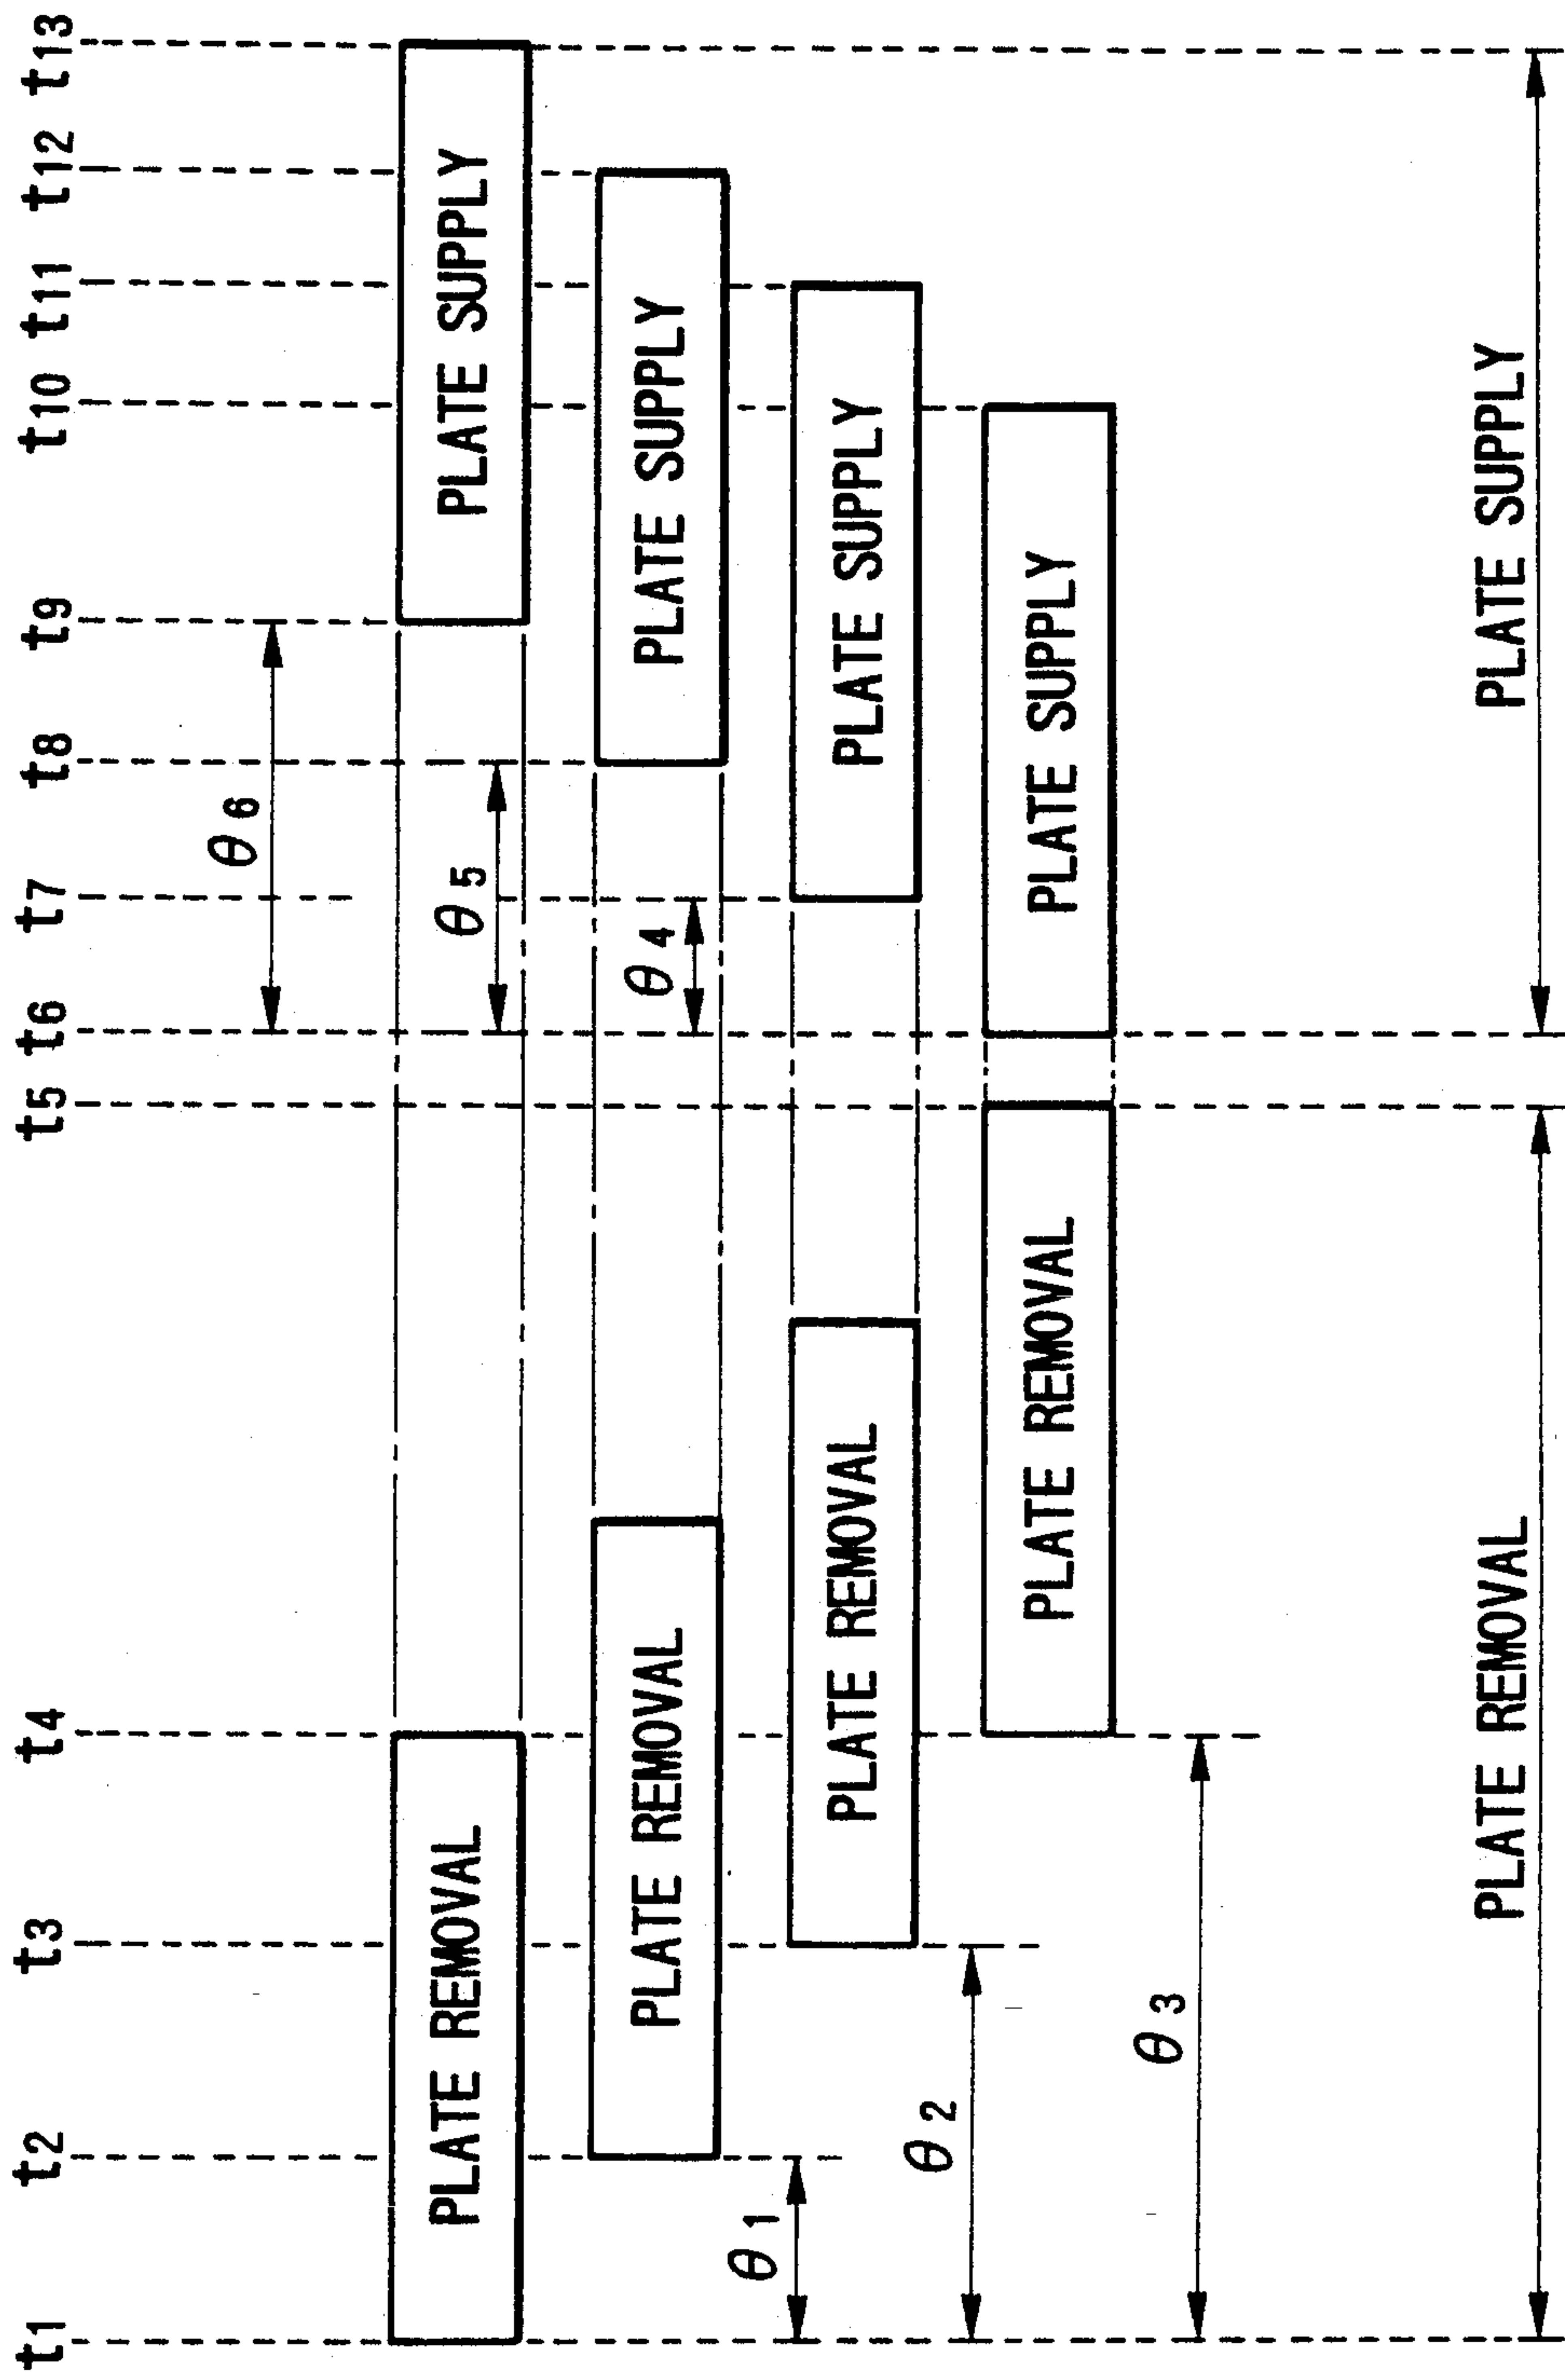 t1 t2 t3 t4 t5 t6 t7 t8 t9 t10 t11 t12 t13
θ6
PLATE REMOVAL PLATE SUPPLY
θ5
PLATE REMOVAL PLATE SUPPLY
θ4
θ1
PLATE REMOVAL PLATE SUPPLY
θ2
PLATE REMOVAL PLATE SUPPLY
θ3
PLATE REMOVAL PLATE SUPPLY